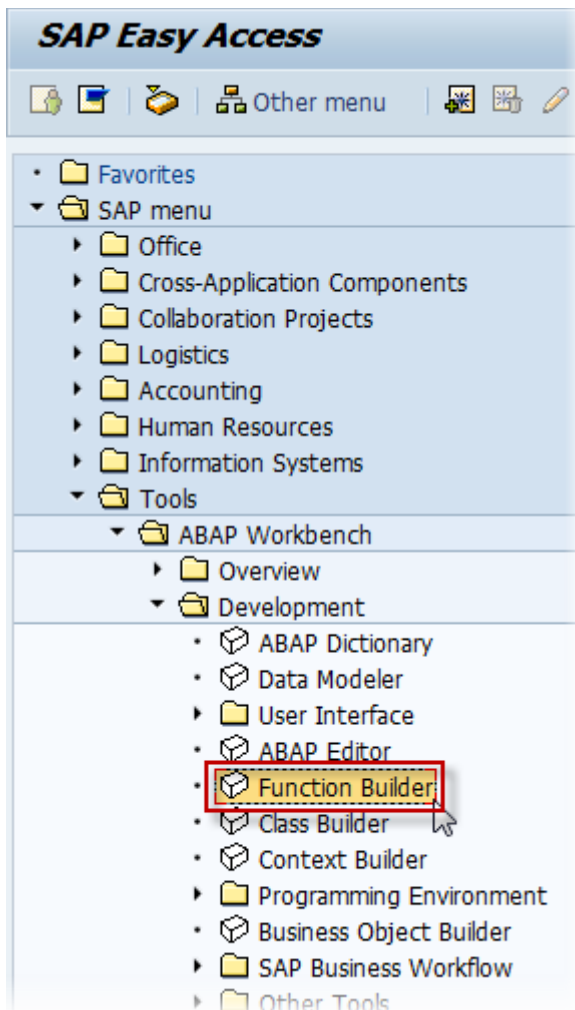 SAP Easy Access
Other menu
Favorites
SAP menu
Office
Cross-Application Components
Collaboration Projects
Logistics
Accounting
Human Resources
Information Systems
Tools
ABAP Workbench
Overview
Development
ABAP Dictionary
Data Modeler
User Interface
ABAP Editor
Function Builder
Class Builder
Context Builder
Programming Environment
Business Object Builder
SAP Business Workflow
Other Tools